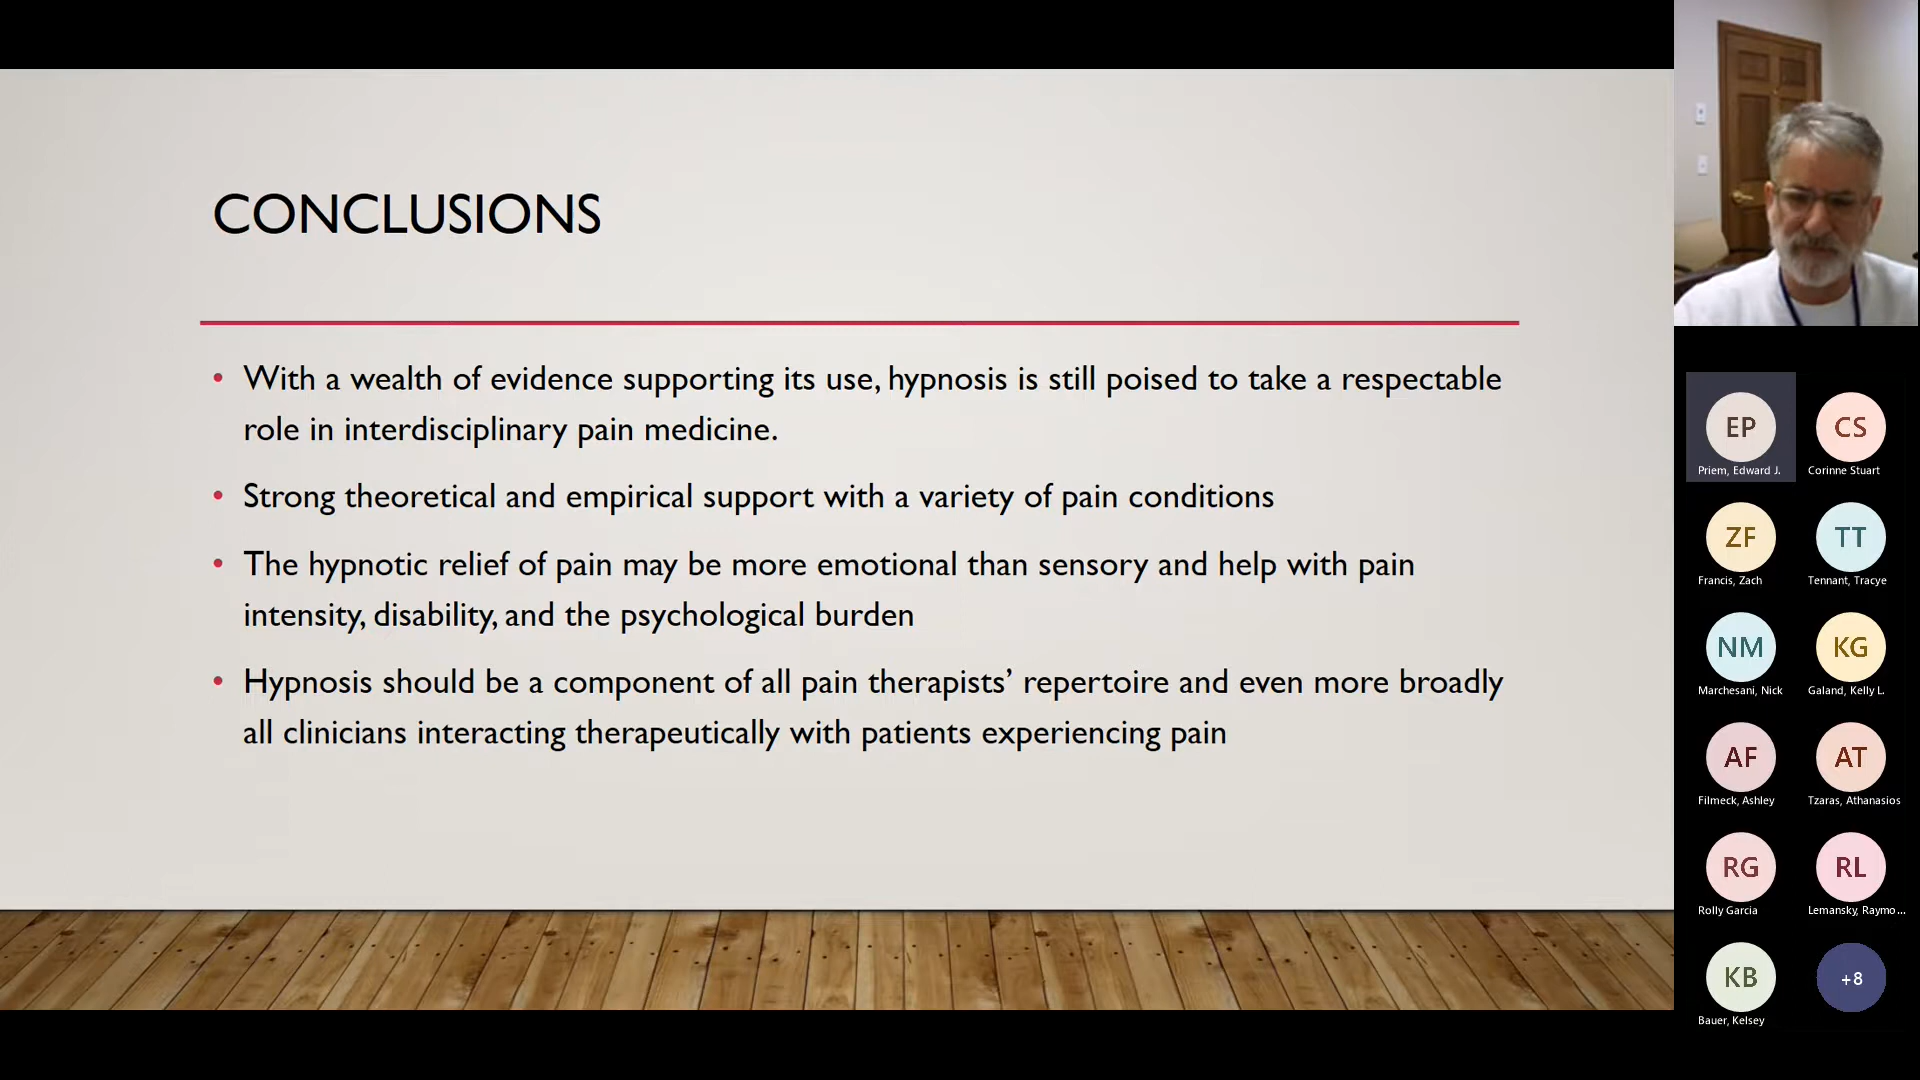 CONCLUSIONS
• With a wealth of evidence supporting its use, hypnosis is still poised to take a respectable
role in interdisciplinary pain medicine.
• Strong theoretical and empirical support with a variety of pain conditions
• The hypnotic relief of pain may be more emotional than sensory and help with pain
intensity, disability, and the psychological burden
• Hypnosis should be a component of all pain therapists’ repertoire and even more broadly
all clinicians interacting therapeutically with patients experiencing pain
EP
CS
Priem, Edward J.
Corinne Stuart
ZF
TT
Francis, Zach
Tennant, Tracye
NM
KG
Marchesani, Nick
Galand, Kelly L.
AF
AT
Filmeck, Ashley
Tzaras, Athanasios
RG
RL
Rolly Garcia
Lemansky, Raymo...
KB
+8
Bauer, Kelsey